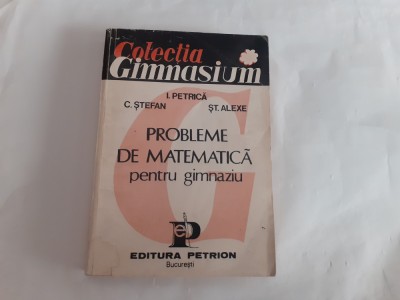 Colecția
Gimnasium
I. PETRICĂ
C. ȘTEFAN ȘT. ALEXE
PROBLEME
DE MATEMATICĂ
pentru gimnaziu
EDITURA PETRION
București